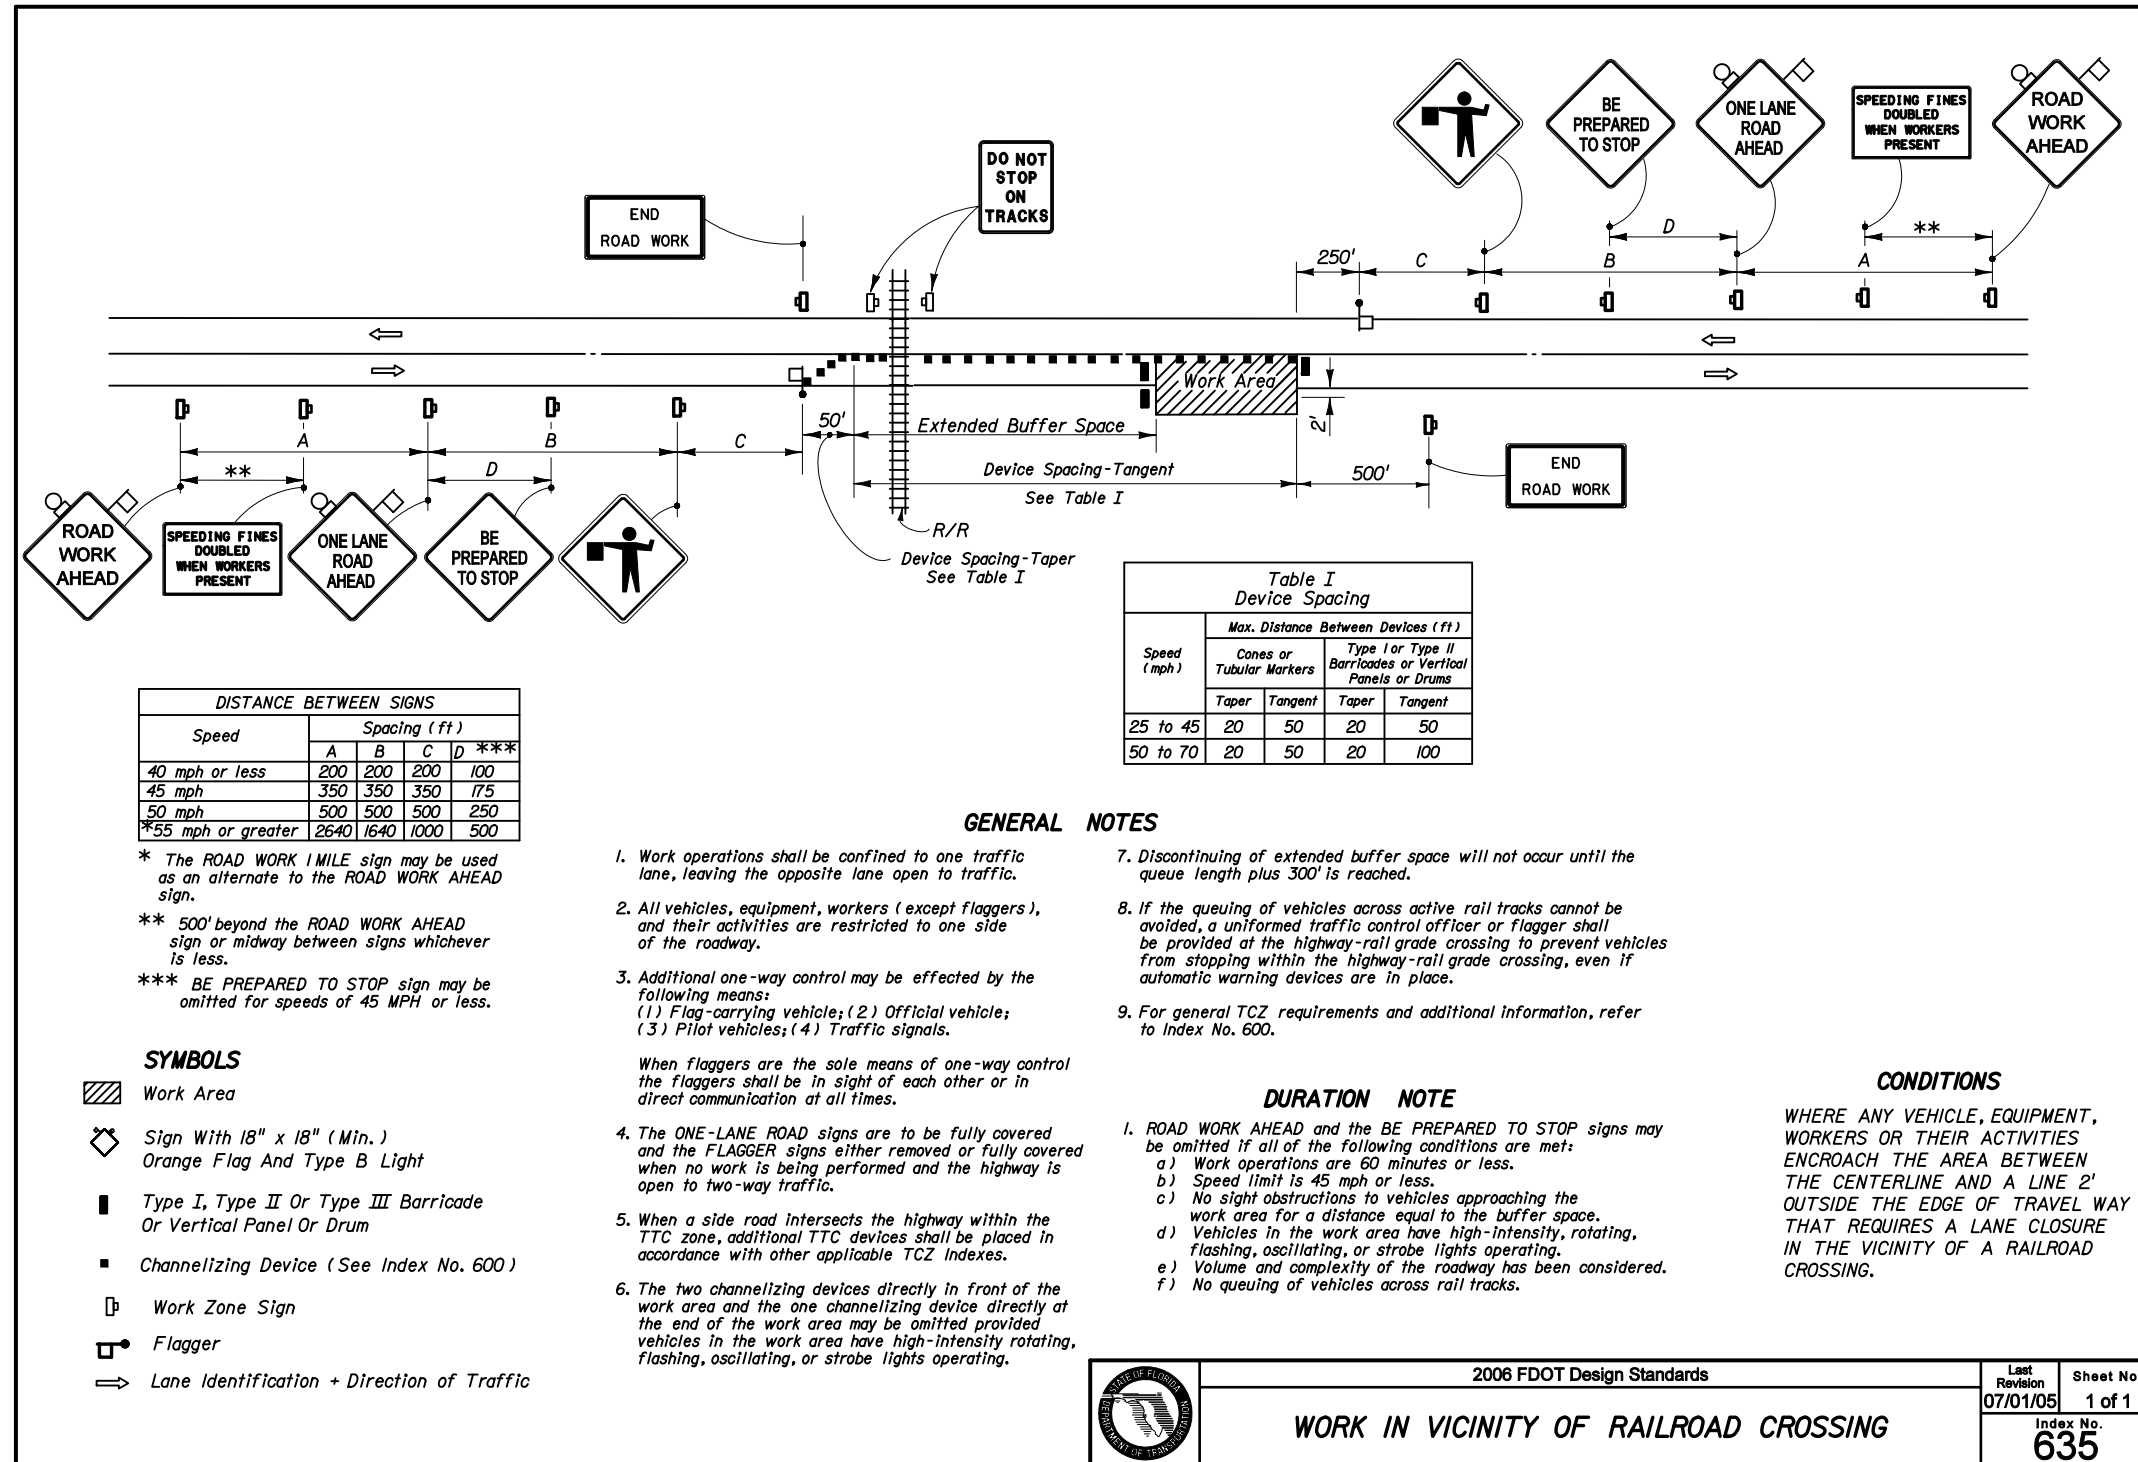 DO NOT
STOP
ON
TRACKS
END
ROAD WORK
BE
PREPARED
TO STOP
ONE LANE
ROAD
AHEAD
SPEEDING FINES
DOUBLED
WHEN WORKERS
PRESENT
ROAD
WORK
AHEAD
250'
C
B
D
A
**
Work Area
2'
A
B
C
50'
Extended Buffer Space
**
D
Device Spacing-Tangent
See Table I
500'
R/R
Device Spacing-Taper
See Table I
END
ROAD WORK
ROAD
WORK
AHEAD
SPEEDING FINES
DOUBLED
WHEN WORKERS
PRESENT
ONE LANE
ROAD
AHEAD
BE
PREPARED
TO STOP
Table I
Device Spacing
Speed
(mph)
Max. Distance Between Devices (ft)
Cones or
Tubular Markers
Type I or Type II
Barricades or Vertical
Panels or Drums
Taper Tangent Taper Tangent
25 to 45 20 50 20 50
50 to 70 20 50 20 100
DISTANCE BETWEEN SIGNS
Speed
Spacing (ft)
A B C D ***
40 mph or less 200 200 200 100
45 mph 350 350 350 175
50 mph 500 500 500 250
*55 mph or greater 2640 1640 1000 500
* The ROAD WORK 1 MILE sign may be used
as an alternate to the ROAD WORK AHEAD
sign.
** 500' beyond the ROAD WORK AHEAD
sign or midway between signs whichever
is less.
*** BE PREPARED TO STOP sign may be
omitted for speeds of 45 MPH or less.
SYMBOLS
Work Area
Sign With 18" x 18" (Min.)
Orange Flag And Type B Light
Type I, Type II Or Type III Barricade
Or Vertical Panel Or Drum
Channelizing Device (See Index No. 600)
Work Zone Sign
Flagger
Lane Identification + Direction of Traffic
GENERAL NOTES
1. Work operations shall be confined to one traffic
lane, leaving the opposite lane open to traffic.
2. All vehicles, equipment, workers (except flaggers),
and their activities are restricted to one side
of the roadway.
3. Additional one-way control may be effected by the
following means:
(1) Flag-carrying vehicle; (2) Official vehicle;
(3) Pilot vehicles; (4) Traffic signals.
When flaggers are the sole means of one-way control
the flaggers shall be in sight of each other or in
direct communication at all times.
4. The ONE-LANE ROAD signs are to be fully covered
and the FLAGGER signs either removed or fully covered
when no work is being performed and the highway is
open to two-way traffic.
5. When a side road intersects the highway within the
TTC zone, additional TTC devices shall be placed in
accordance with other applicable TCZ Indexes.
6. The two channelizing devices directly in front of the
work area and the one channelizing device directly at
the end of the work area may be omitted provided
vehicles in the work area have high-intensity rotating,
flashing, oscillating, or strobe lights operating.
7. Discontinuing of extended buffer space will not occur until the
queue length plus 300' is reached.
8. If the queuing of vehicles across active rail tracks cannot be
avoided, a uniformed traffic control officer or flagger shall
be provided at the highway-rail grade crossing to prevent vehicles
from stopping within the highway-rail grade crossing, even if
automatic warning devices are in place.
9. For general TCZ requirements and additional information, refer
to Index No. 600.
DURATION NOTE
1. ROAD WORK AHEAD and the BE PREPARED TO STOP signs may
be omitted if all of the following conditions are met:
a) Work operations are 60 minutes or less.
b) Speed limit is 45 mph or less.
c) No sight obstructions to vehicles approaching the
work area for a distance equal to the buffer space.
d) Vehicles in the work area have high-intensity, rotating,
flashing, oscillating, or strobe lights operating.
e) Volume and complexity of the roadway has been considered.
f) No queuing of vehicles across rail tracks.
CONDITIONS
WHERE ANY VEHICLE, EQUIPMENT,
WORKERS OR THEIR ACTIVITIES
ENCROACH THE AREA BETWEEN
THE CENTERLINE AND A LINE 2'
OUTSIDE THE EDGE OF TRAVEL WAY
THAT REQUIRES A LANE CLOSURE
IN THE VICINITY OF A RAILROAD
CROSSING.
STATE OF FLORIDA
DEPARTMENT OF TRANSPORTATION
2006 FDOT Design Standards
WORK IN VICINITY OF RAILROAD CROSSING
Last
Revision
07/01/05
Sheet No
1 of 1
Index No.
635